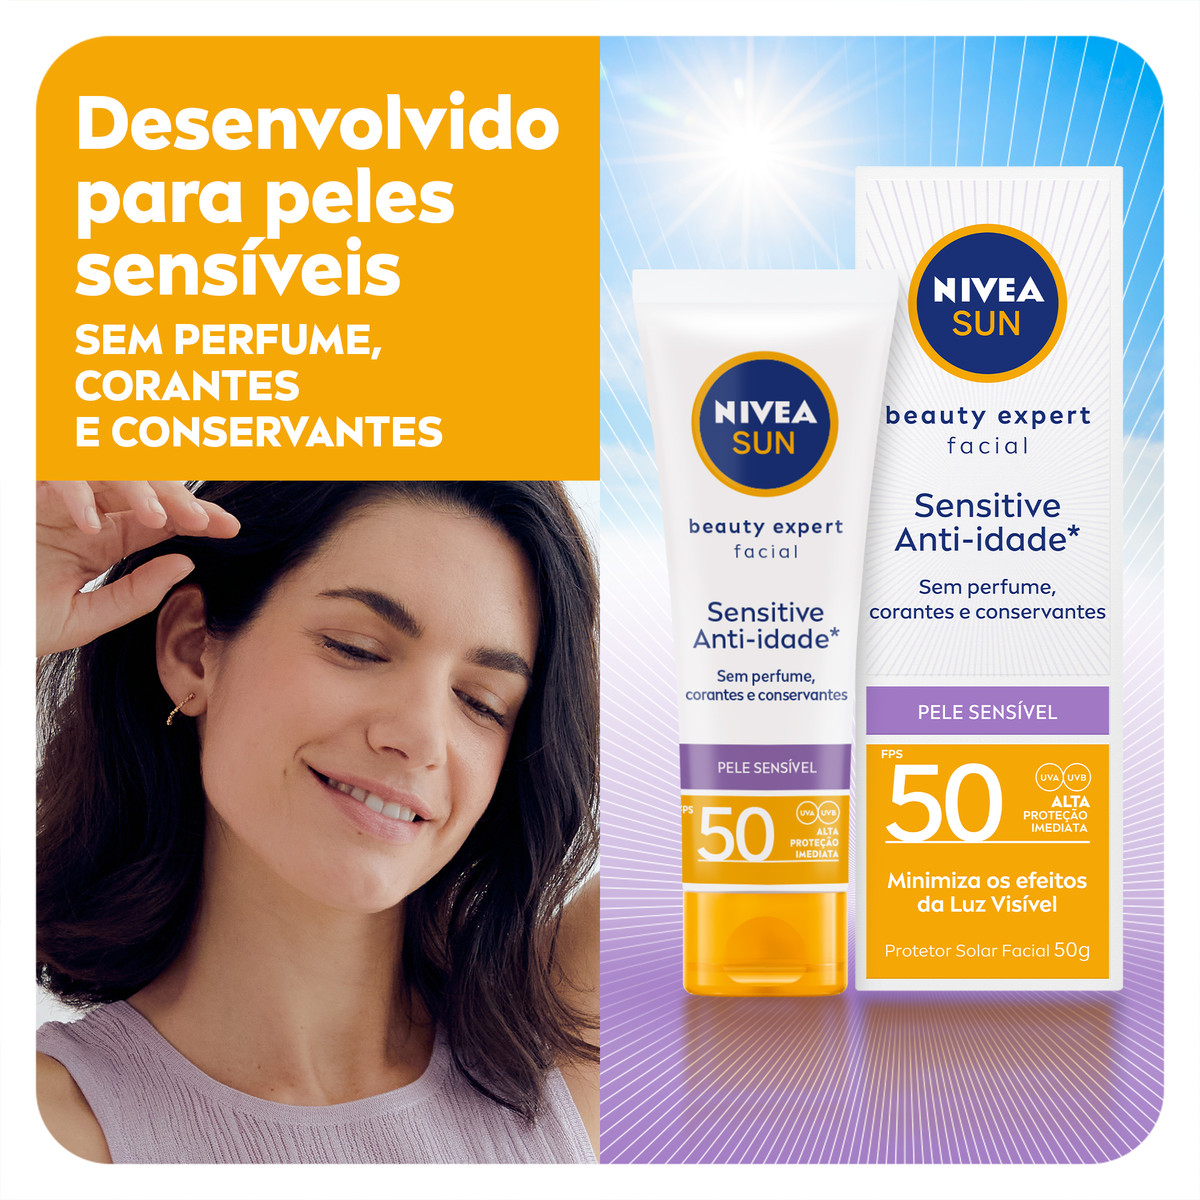 Desenvolvido
para peles
sensíveis
SEM PERFUME,
CORANTES
E CONSERVANTES
NIVEA
SUN
beauty expert
facial
Sensitive
Anti-idade*
Sem perfume,
corantes e conservantes
PELE SENSÍVEL
FPS
50
UVA UVB
ALTA
PROTEÇÃO
IMEDIATA
NIVEA
SUN
beauty expert
facial
Sensitive
Anti-idade*
Sem perfume,
corantes e conservantes
PELE SENSÍVEL
FPS
50
UVA UVB
ALTA
PROTEÇÃO
IMEDIATA
Minimiza os efeitos
da Luz Visível
Protetor Solar Facial 50g